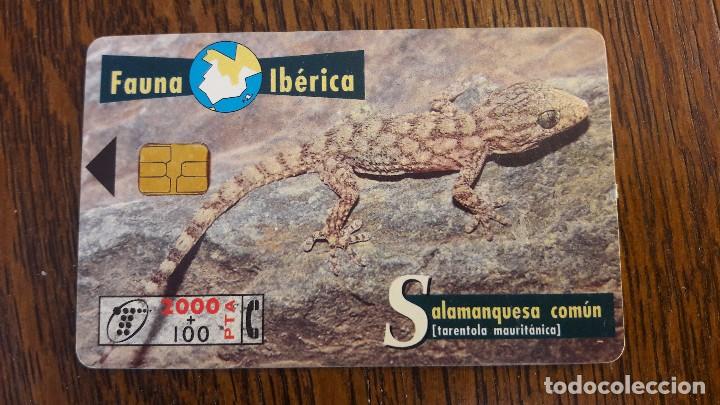 Fauna Ibérica
2000 PTA
+
100
Salamanquesa común
[tarentola mauritánica]
todocoleccion